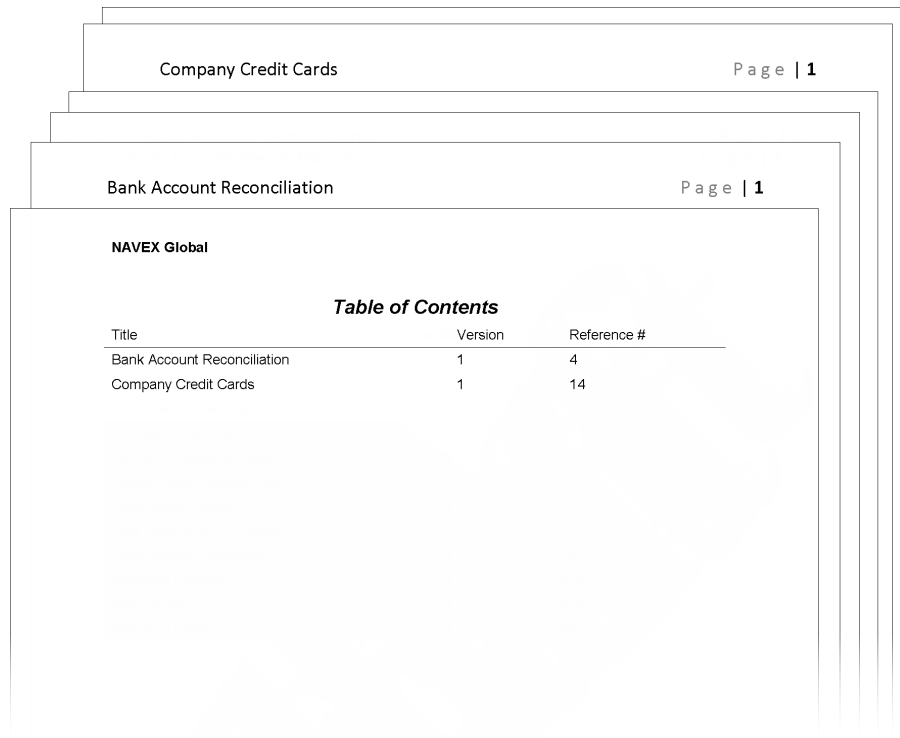 Company Credit Cards Page | 1
Bank Account Reconciliation Page | 1
NAVEX Global
Table of Contents
Title Version Reference #
Bank Account Reconciliation 1 4
Company Credit Cards 1 14